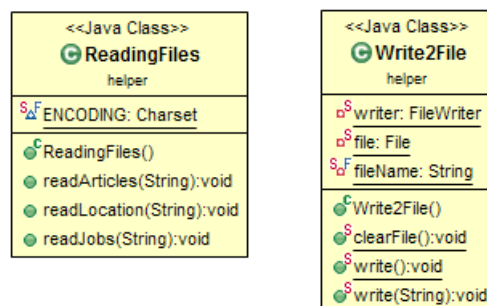 <<Java Class>>
C ReadingFiles
helper
S F ENCODING: Charset
C ReadingFiles()
readArticles(String):void
readLocation(String):void
readJobs(String):void
<<Java Class>>
C Write2File
helper
S writer: FileWriter
S file: File
S F fileName: String
C Write2File()
S clearFile():void
S write():void
S write(String):void